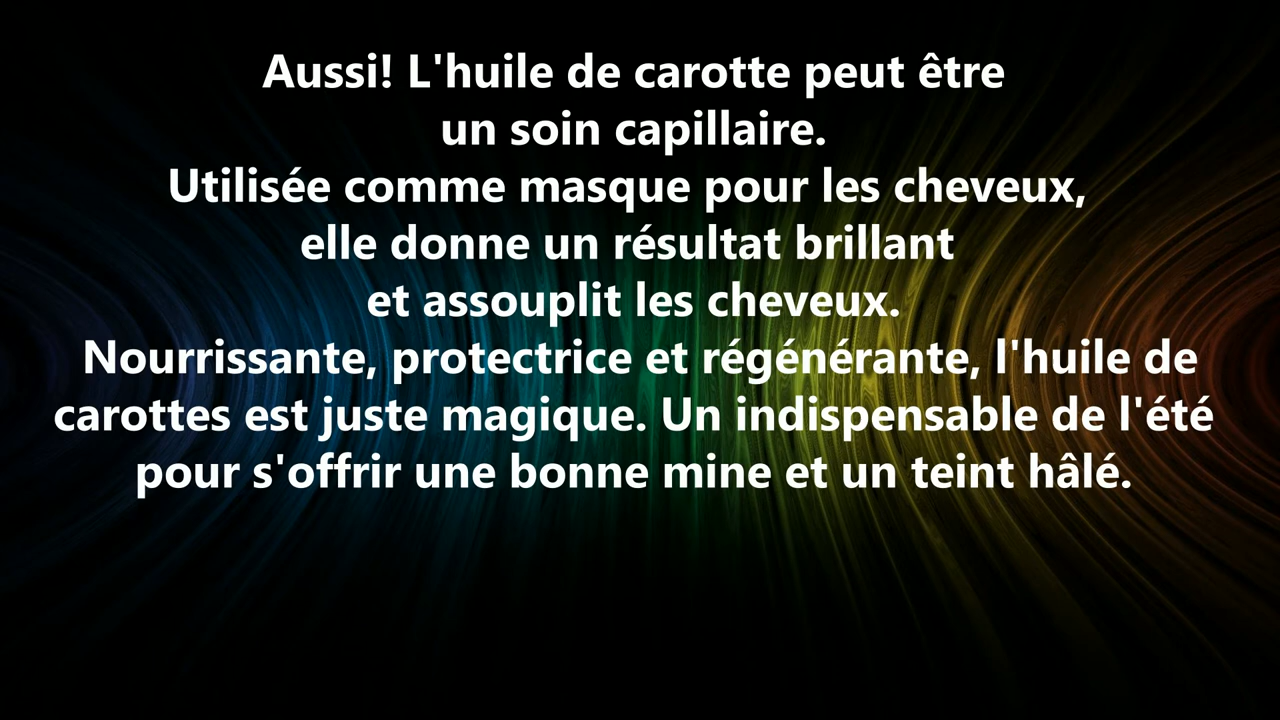 Aussi! L'huile de carotte peut être
un soin capillaire.
Utilisée comme masque pour les cheveux,
elle donne un résultat brillant
et assouplit les cheveux.
Nourrissante, protectrice et régénérante, l'huile de
carottes est juste magique. Un indispensable de l'été
pour s'offrir une bonne mine et un teint hâlé.